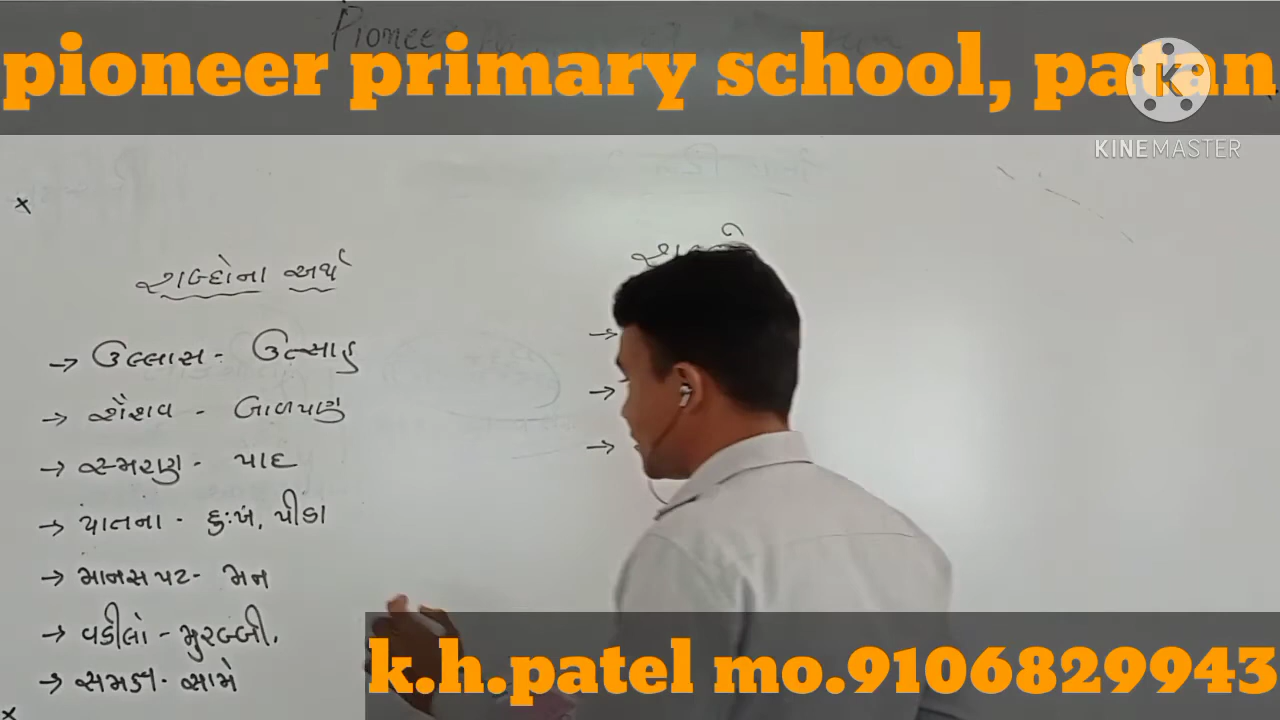 pioneer primary school, patan
KINEMASTER
શબ્દોના અર્થ
→ ઉલ્લાસ - ઉત્સાહ
→ શૈશવ - બાળપણ
→ સ્મરણ - યાદ
→ યાતના - દુ:ખ, પીડા
→ માનસપટ - મન
→ વડીલો - મુરબ્બી.
→ સમક્ષ - સામે
k.h.patel mo.9106829943